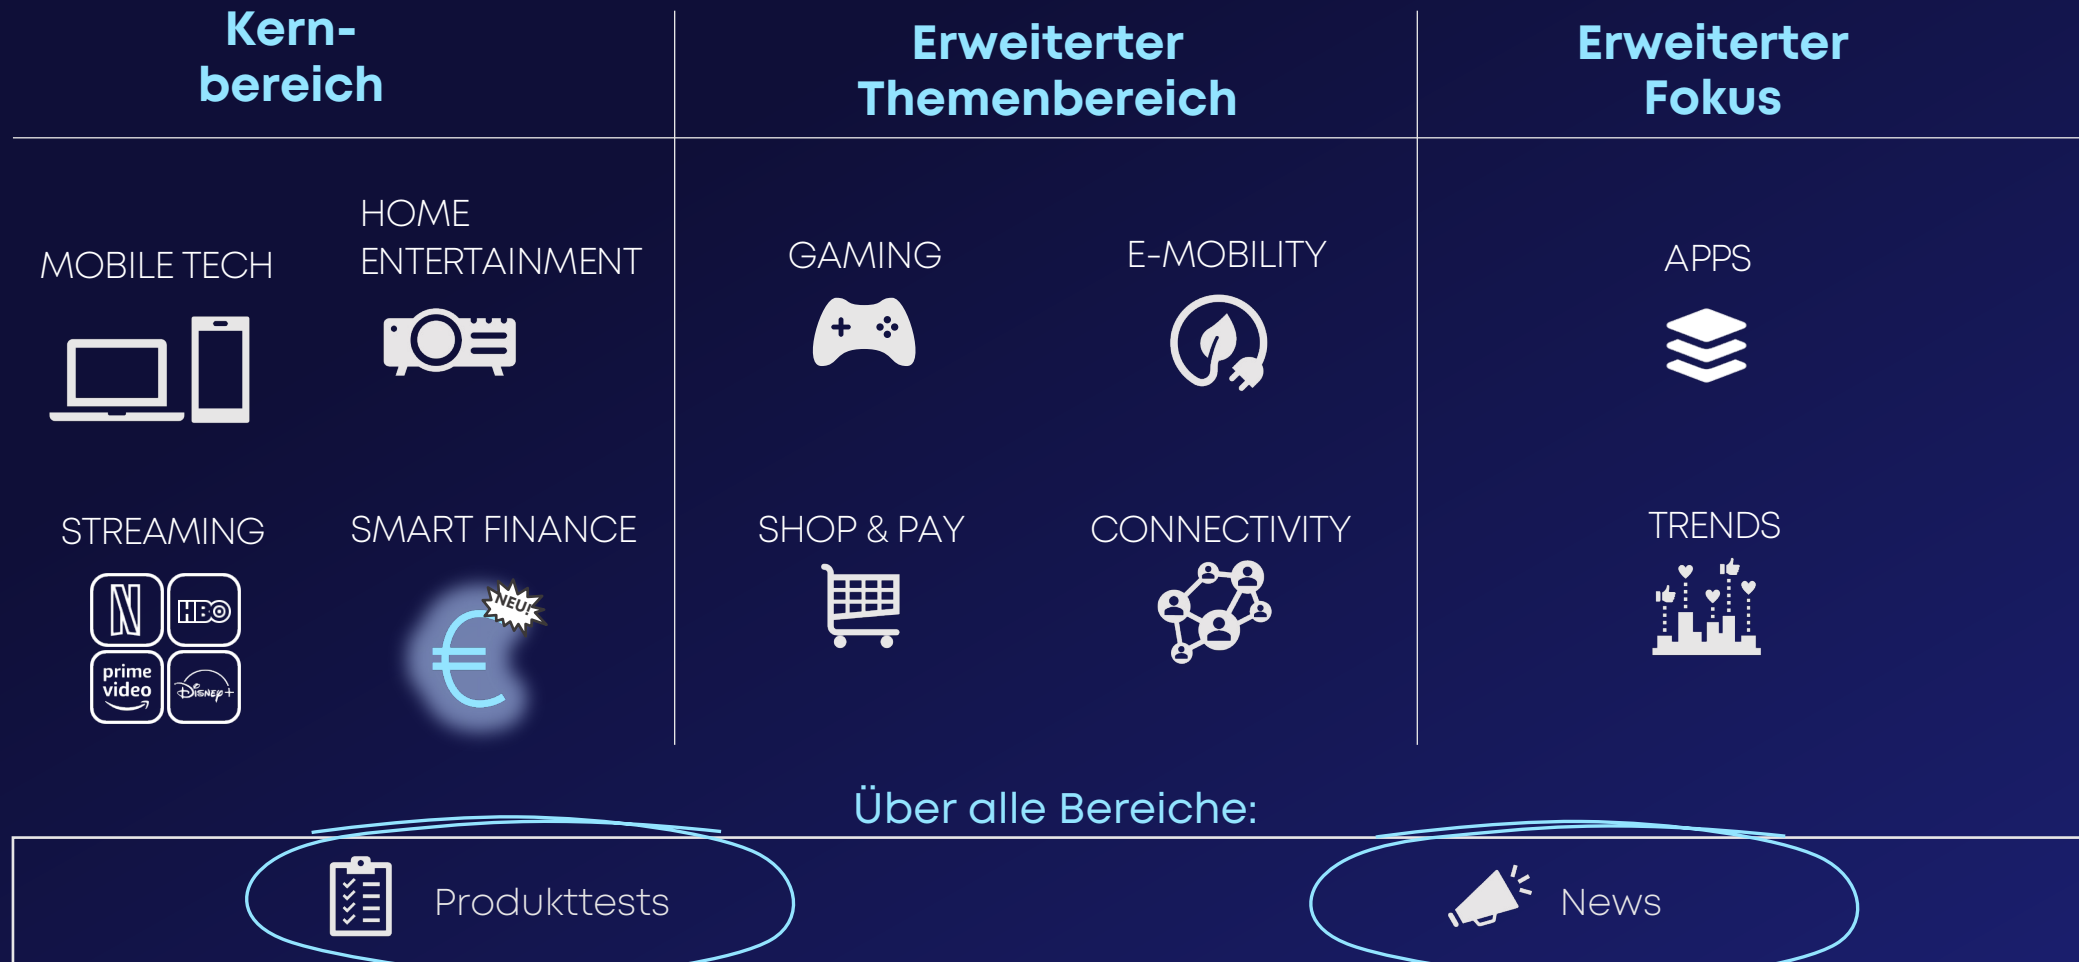 Kern-
bereich
Erweiterter
Themenbereich
Erweiterter
Fokus
MOBILE TECH
HOME
ENTERTAINMENT
GAMING
E-MOBILITY
APPS
STREAMING
N
HBO
prime
video
Disney+
SMART FINANCE
NEU!
€
SHOP & PAY
CONNECTIVITY
TRENDS
Über alle Bereiche:
Produkttests
News